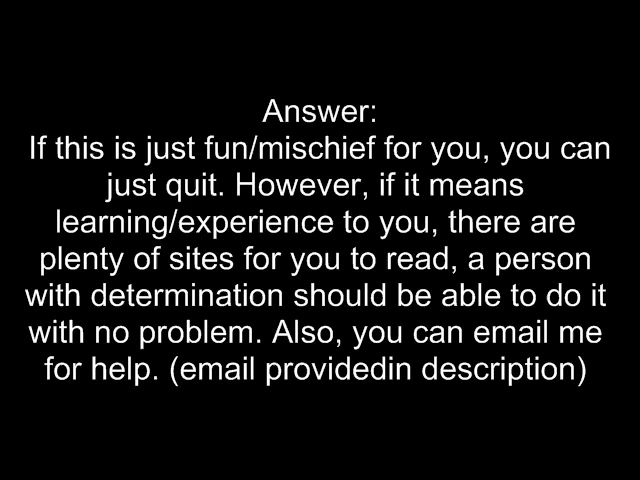 Answer:
If this is just fun/mischief for you, you can
just quit. However, if it means
learning/experience to you, there are
plenty of sites for you to read, a person
with determination should be able to do it
with no problem. Also, you can email me
for help. (email providedin description)